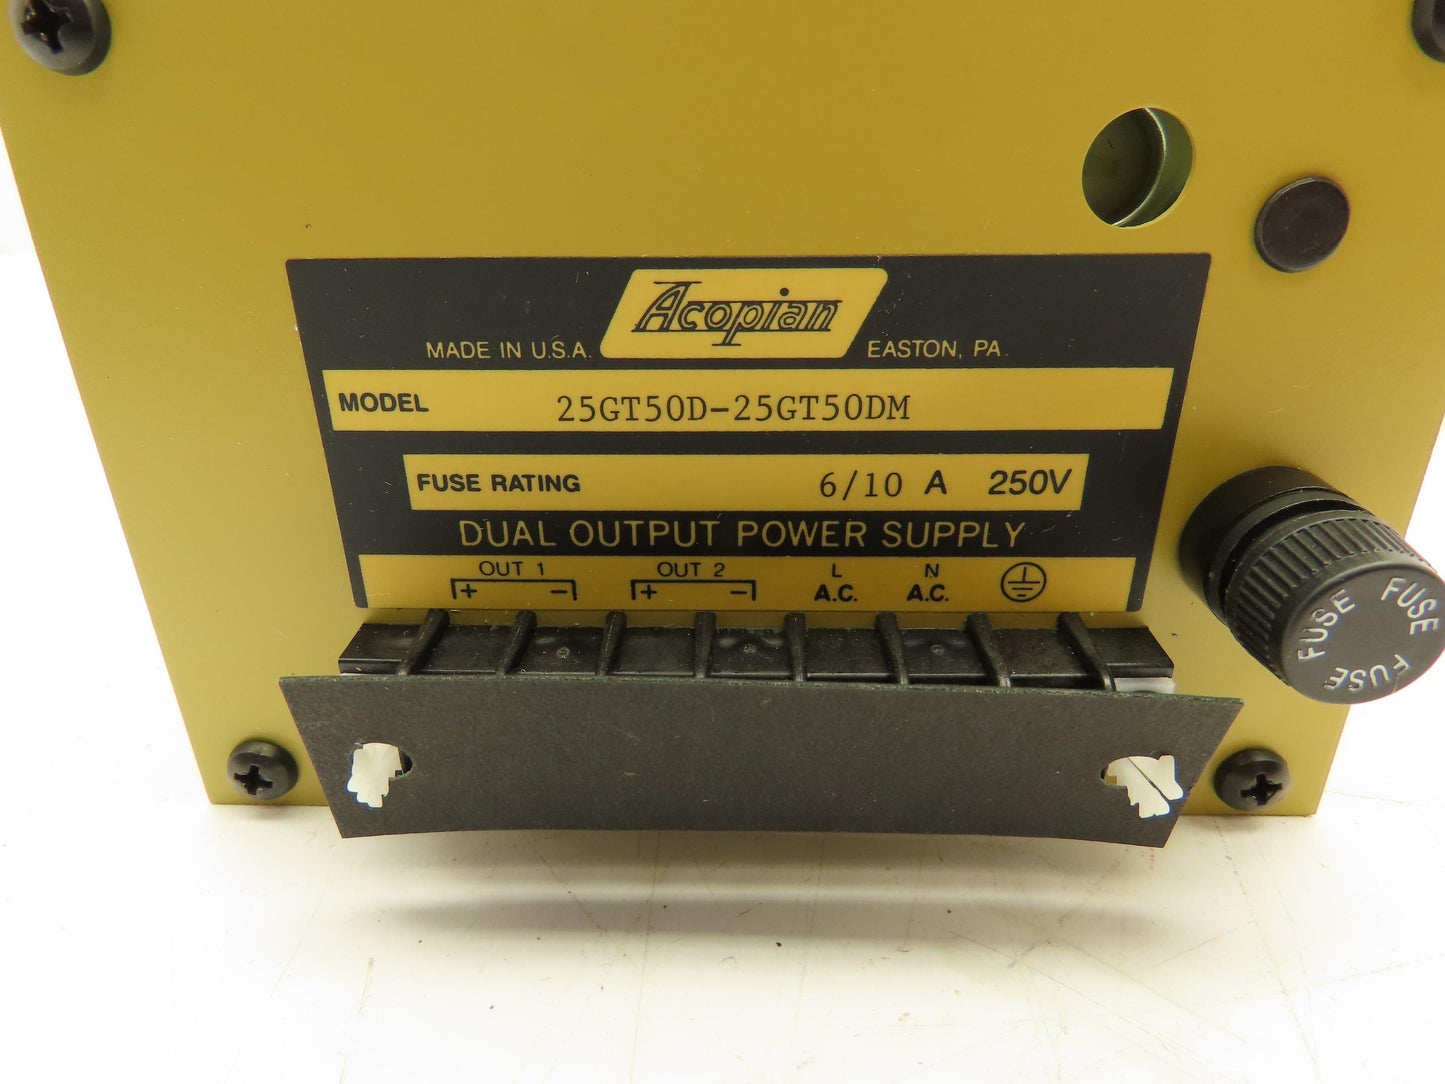 Acopian
MADE IN U.S.A. EASTON, PA.
MODEL 25GT50D-25GT50DM
FUSE RATING 6/10 A 250V
DUAL OUTPUT POWER SUPPLY
OUT 1 OUT 2 L N
+ - + - A.C. A.C.
FUSE FUSE FUSE